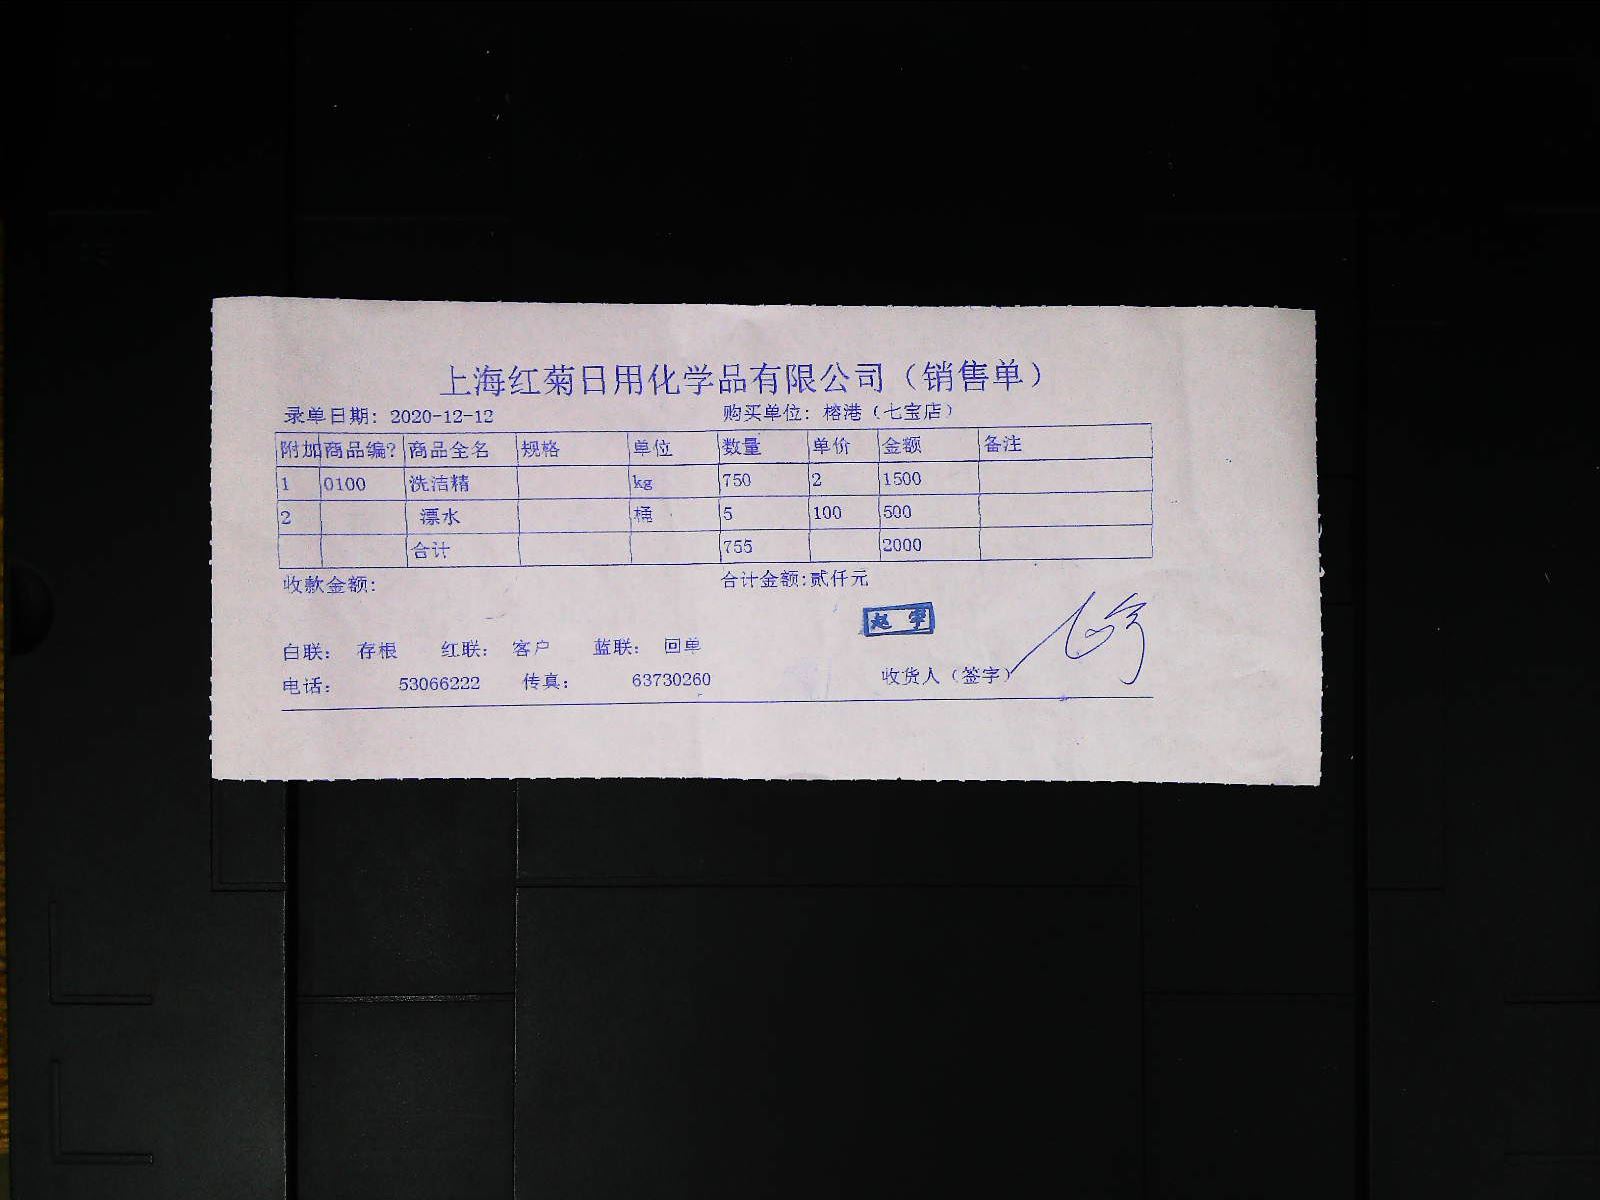 上海红菊日用化学品有限公司（销售单）
录单日期: 2020-12-12 购买单位: 榕港（七宝店）
附加 商品编? 商品全名 规格 单位 数量 单价 金额 备注
1 0100 洗洁精 kg 750 2 1500
2 漂水 桶 5 100 500
合计 755 2000
收款金额: 合计金额:贰仟元
赵
白联: 存根 红联: 客户 蓝联: 回单
电话: 53066222 传真: 63730260 收货人（签字）